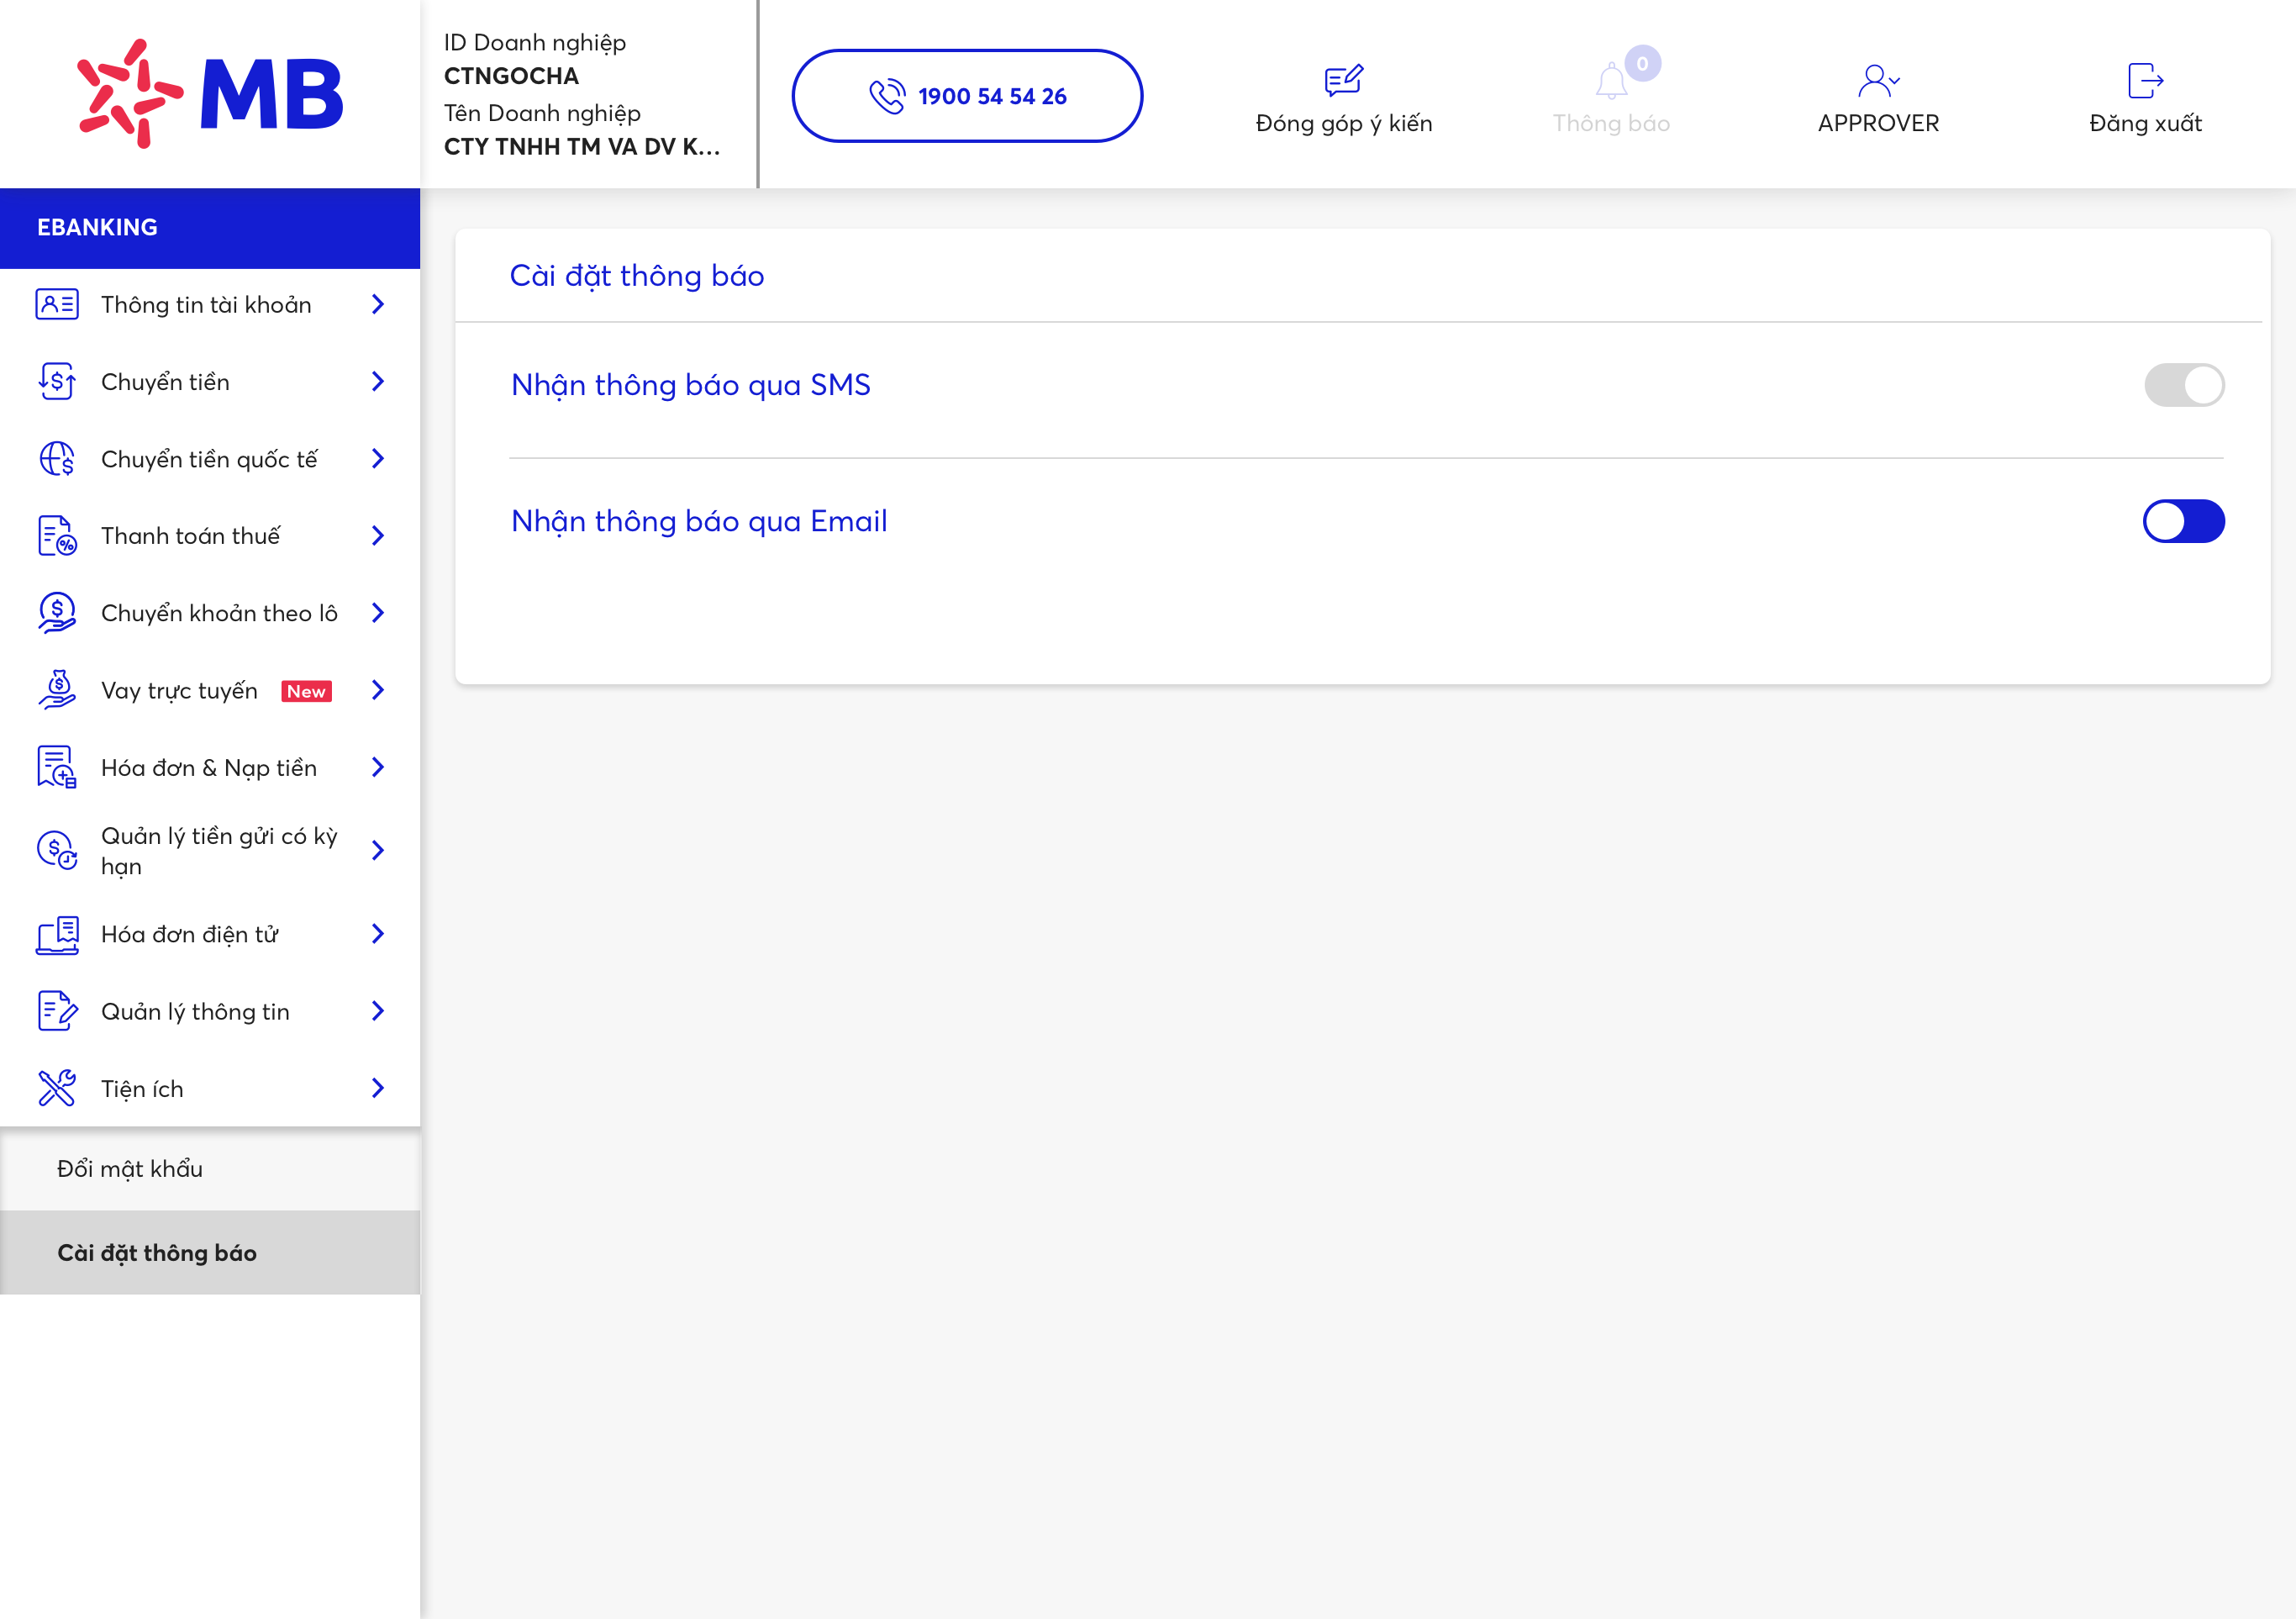 MB
ID Doanh nghiệp
CTNGOCHA
Tên Doanh nghiệp
CTY TNHH TM VA DV K...
1900 54 54 26
Đóng góp ý kiến
0
Thông báo
APPROVER
Đăng xuất
EBANKING
Thông tin tài khoản
Chuyển tiền
Chuyển tiền quốc tế
Thanh toán thuế
Chuyển khoản theo lô
Vay trực tuyến New
Hóa đơn & Nạp tiền
Quản lý tiền gửi có kỳ
hạn
Hóa đơn điện tử
Quản lý thông tin
Tiện ích
Đổi mật khẩu
Cài đặt thông báo
Cài đặt thông báo
Nhận thông báo qua SMS
Nhận thông báo qua Email